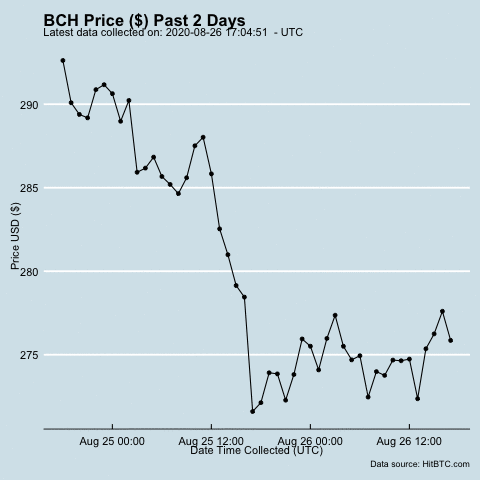 BCH Price ($) Past 2 Days
Latest data collected on: 2020-08-26 17:04:51 - UTC
Price USD ($)
290
285
280
275
Aug 25 00:00 Aug 25 12:00 Aug 26 00:00 Aug 26 12:00
Date Time Collected (UTC)
Data source: HitBTC.com